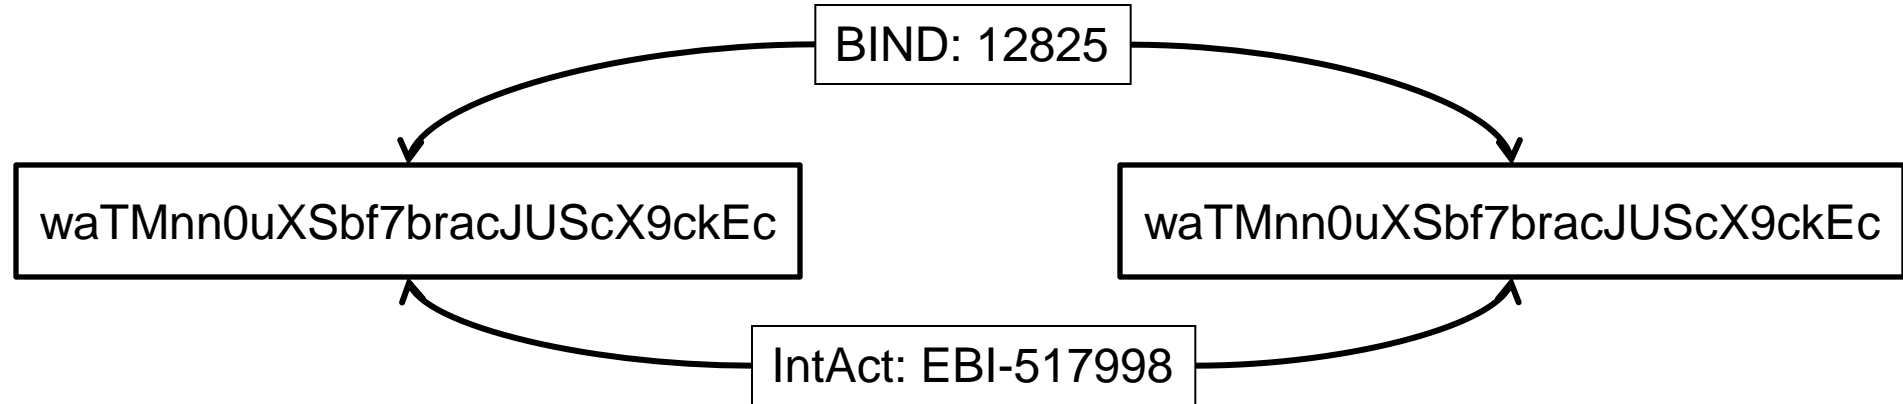 BIND: 12825
waTMnn0uXSbf7bracJUScX9ckEc
waTMnn0uXSbf7bracJUScX9ckEc
IntAct: EBI-517998